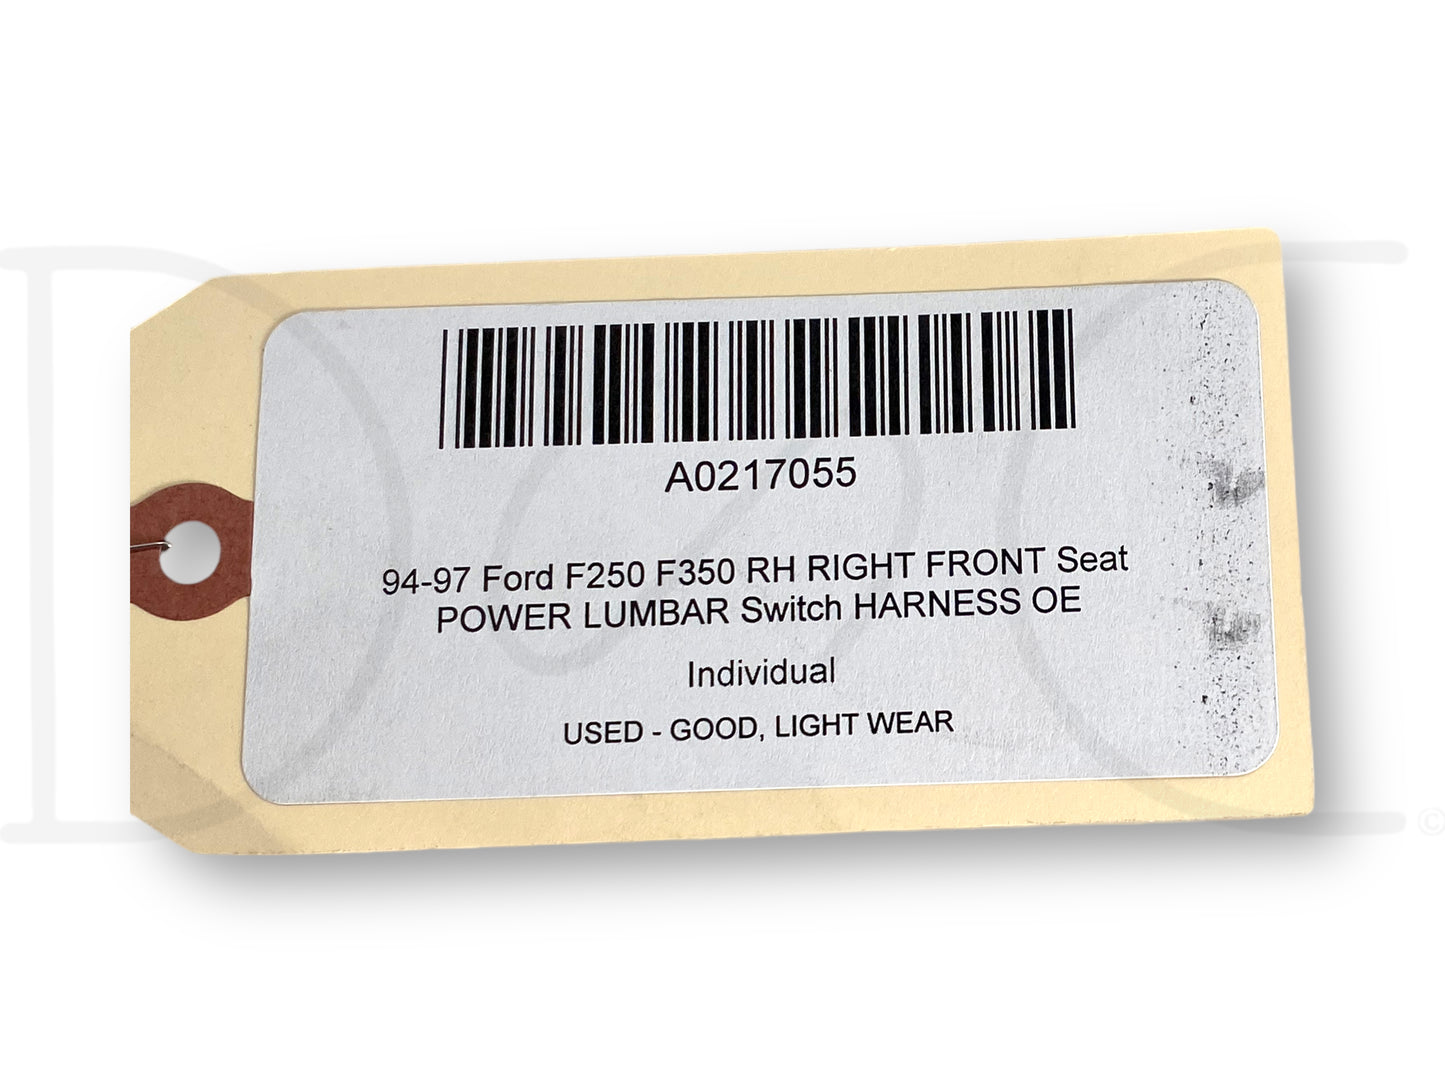 A0217055
94-97 Ford F250 F350 RH RIGHT FRONT Seat
POWER LUMBAR Switch HARNESS OE
Individual
USED - GOOD, LIGHT WEAR
©